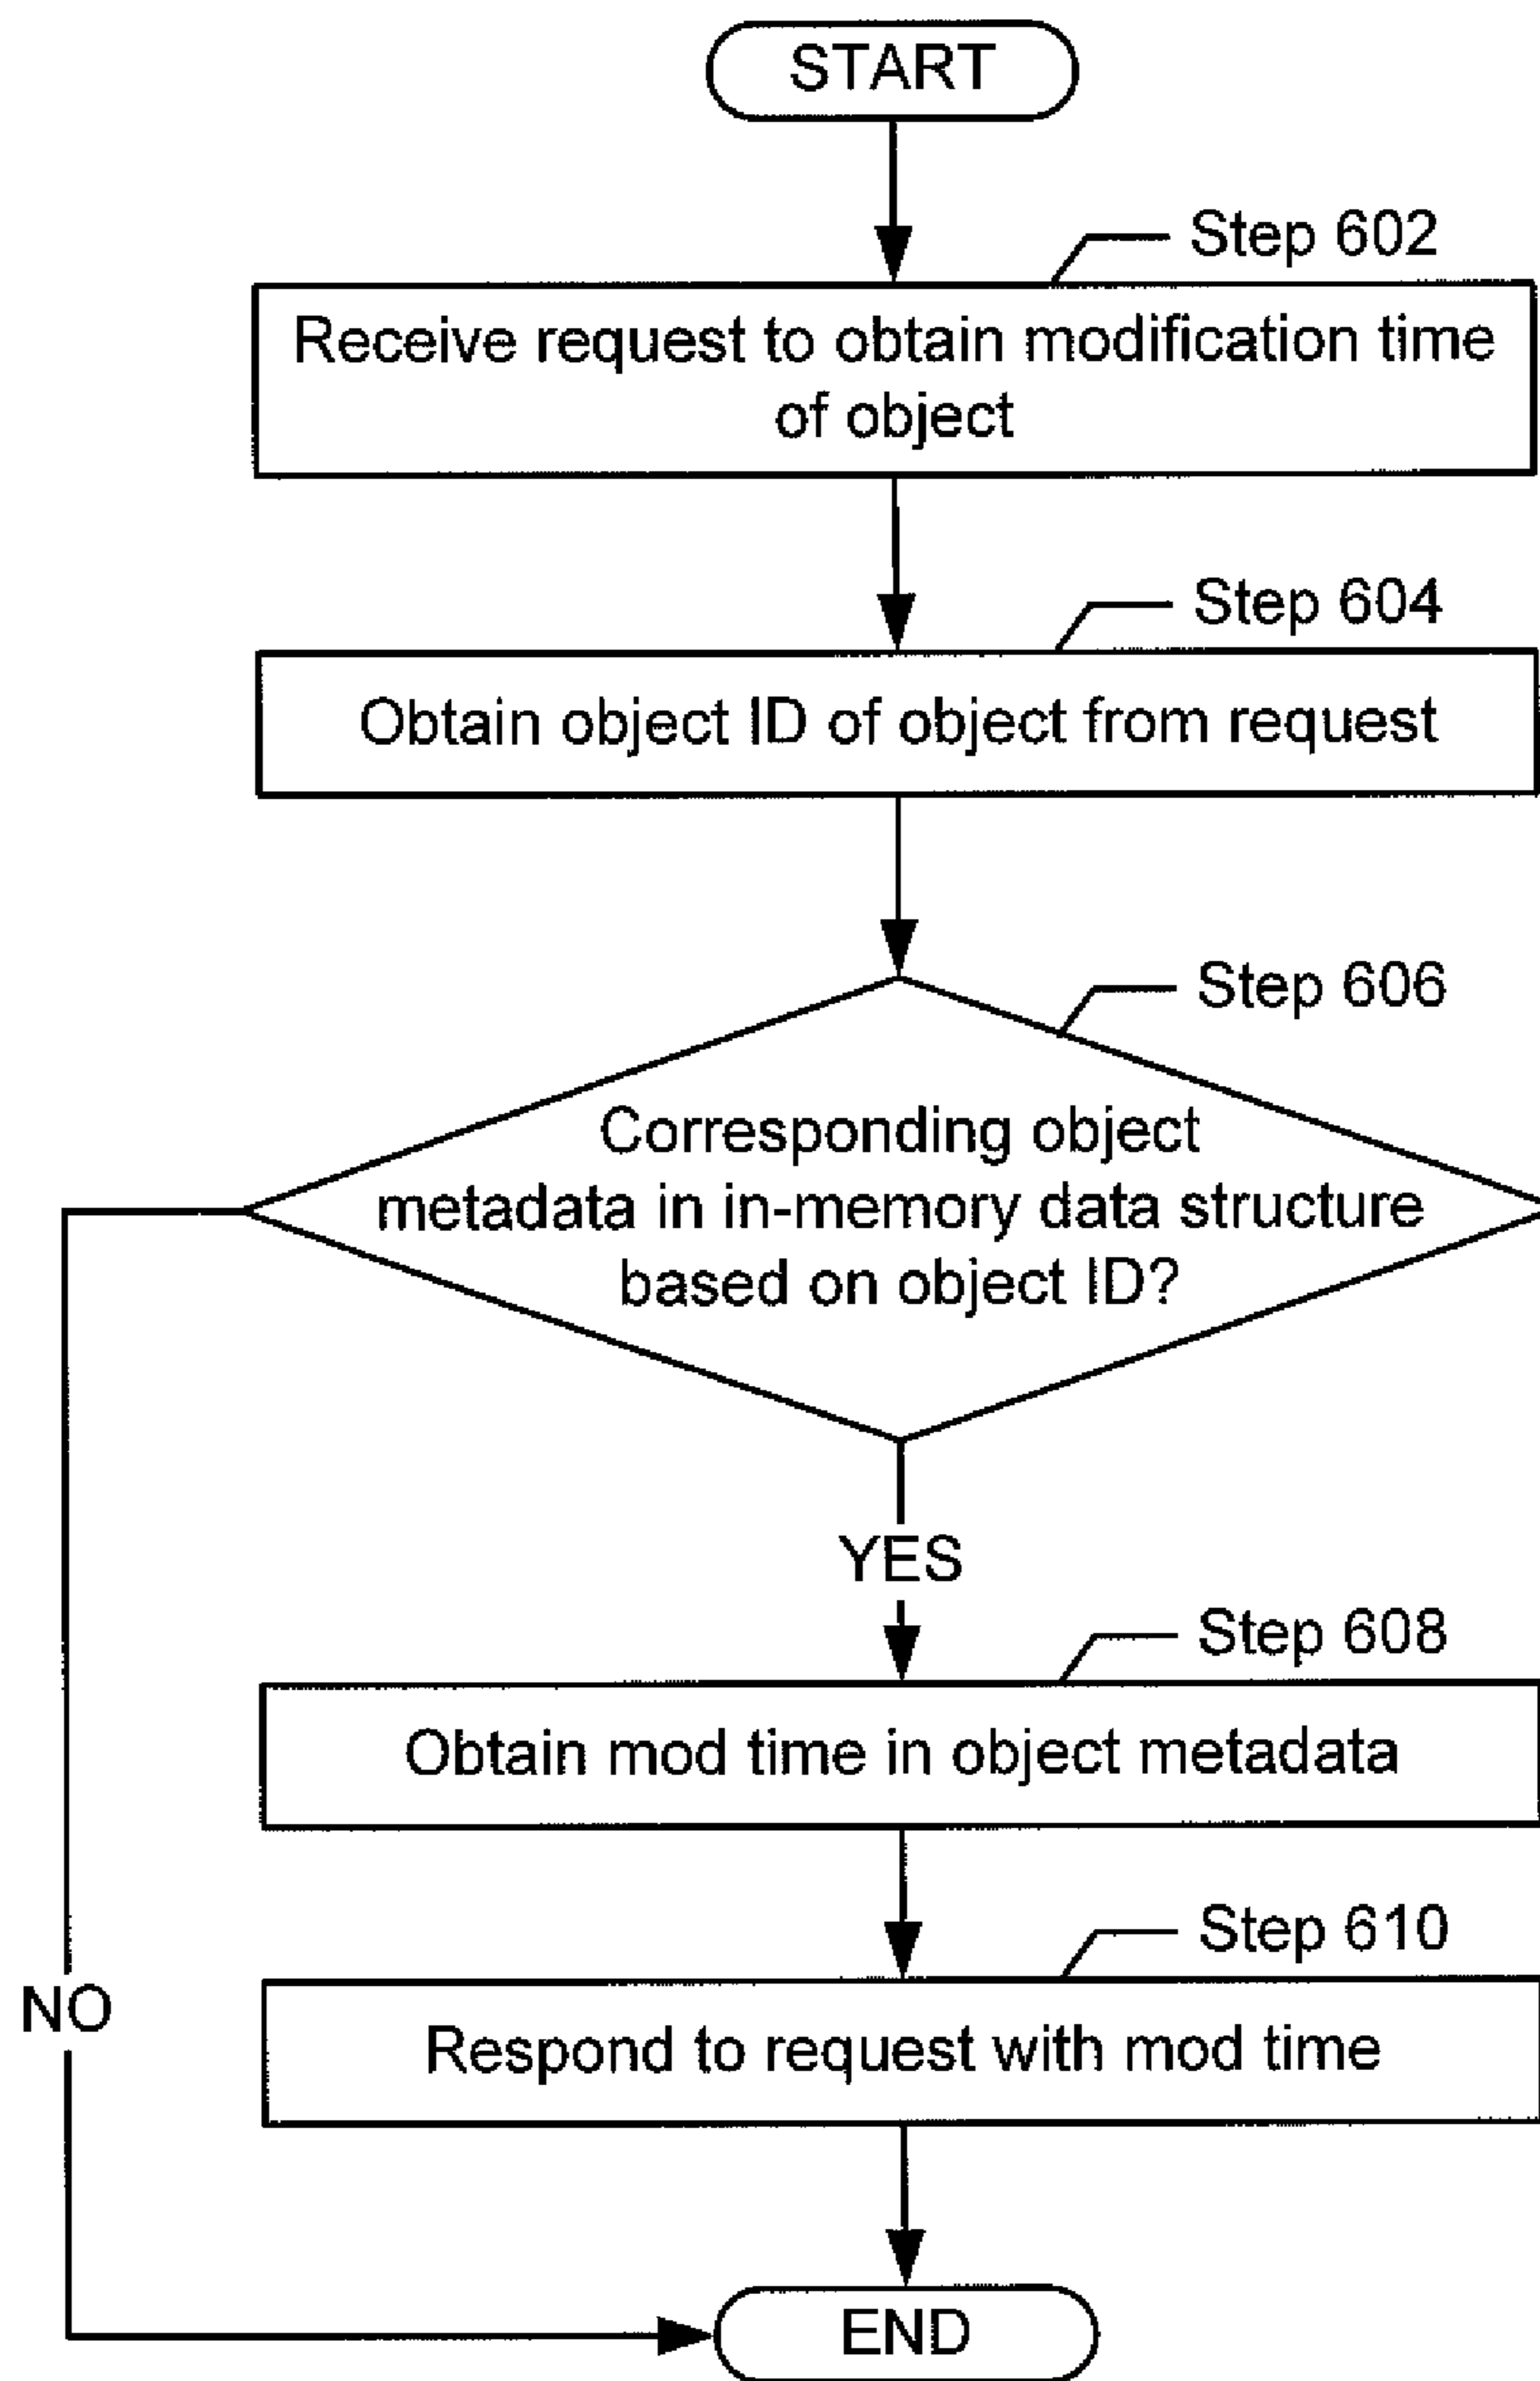 START
Step 602
Receive request to obtain modification time
of object
Step 604
Obtain object ID of object from request
Step 606
Corresponding object
metadata in in-memory data structure
based on object ID?
YES
Step 608
Obtain mod time in object metadata
Step 610
NO
Respond to request with mod time
END